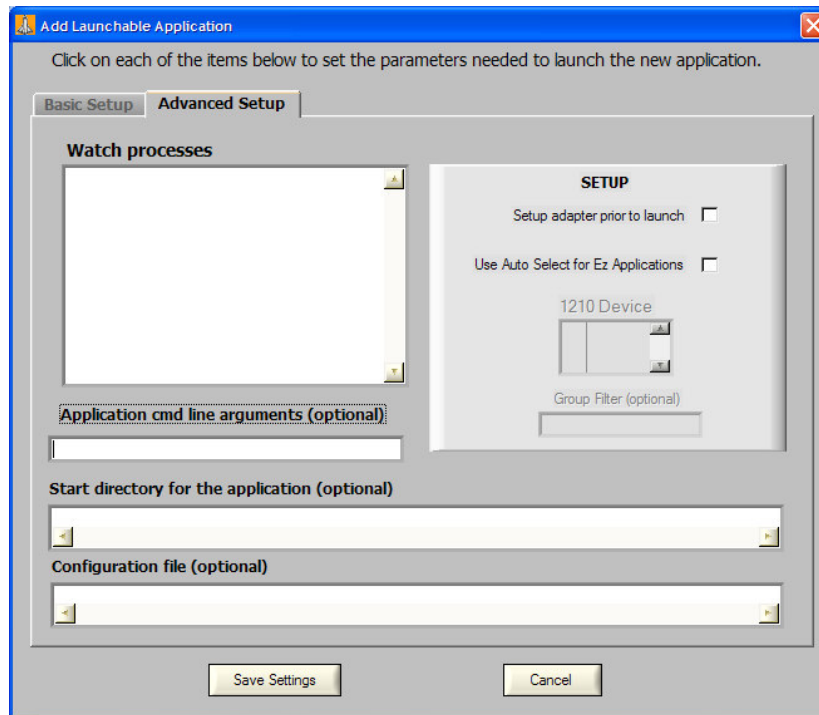 Add Launchable Application
Click on each of the items below to set the parameters needed to launch the new application.
Basic Setup
Advanced Setup
Watch processes
SETUP
Setup adapter prior to launch
Use Auto Select for Ez Applications
1210 Device
Group Filter (optional)
Application cmd line arguments (optional)
Start directory for the application (optional)
Configuration file (optional)
Save Settings
Cancel